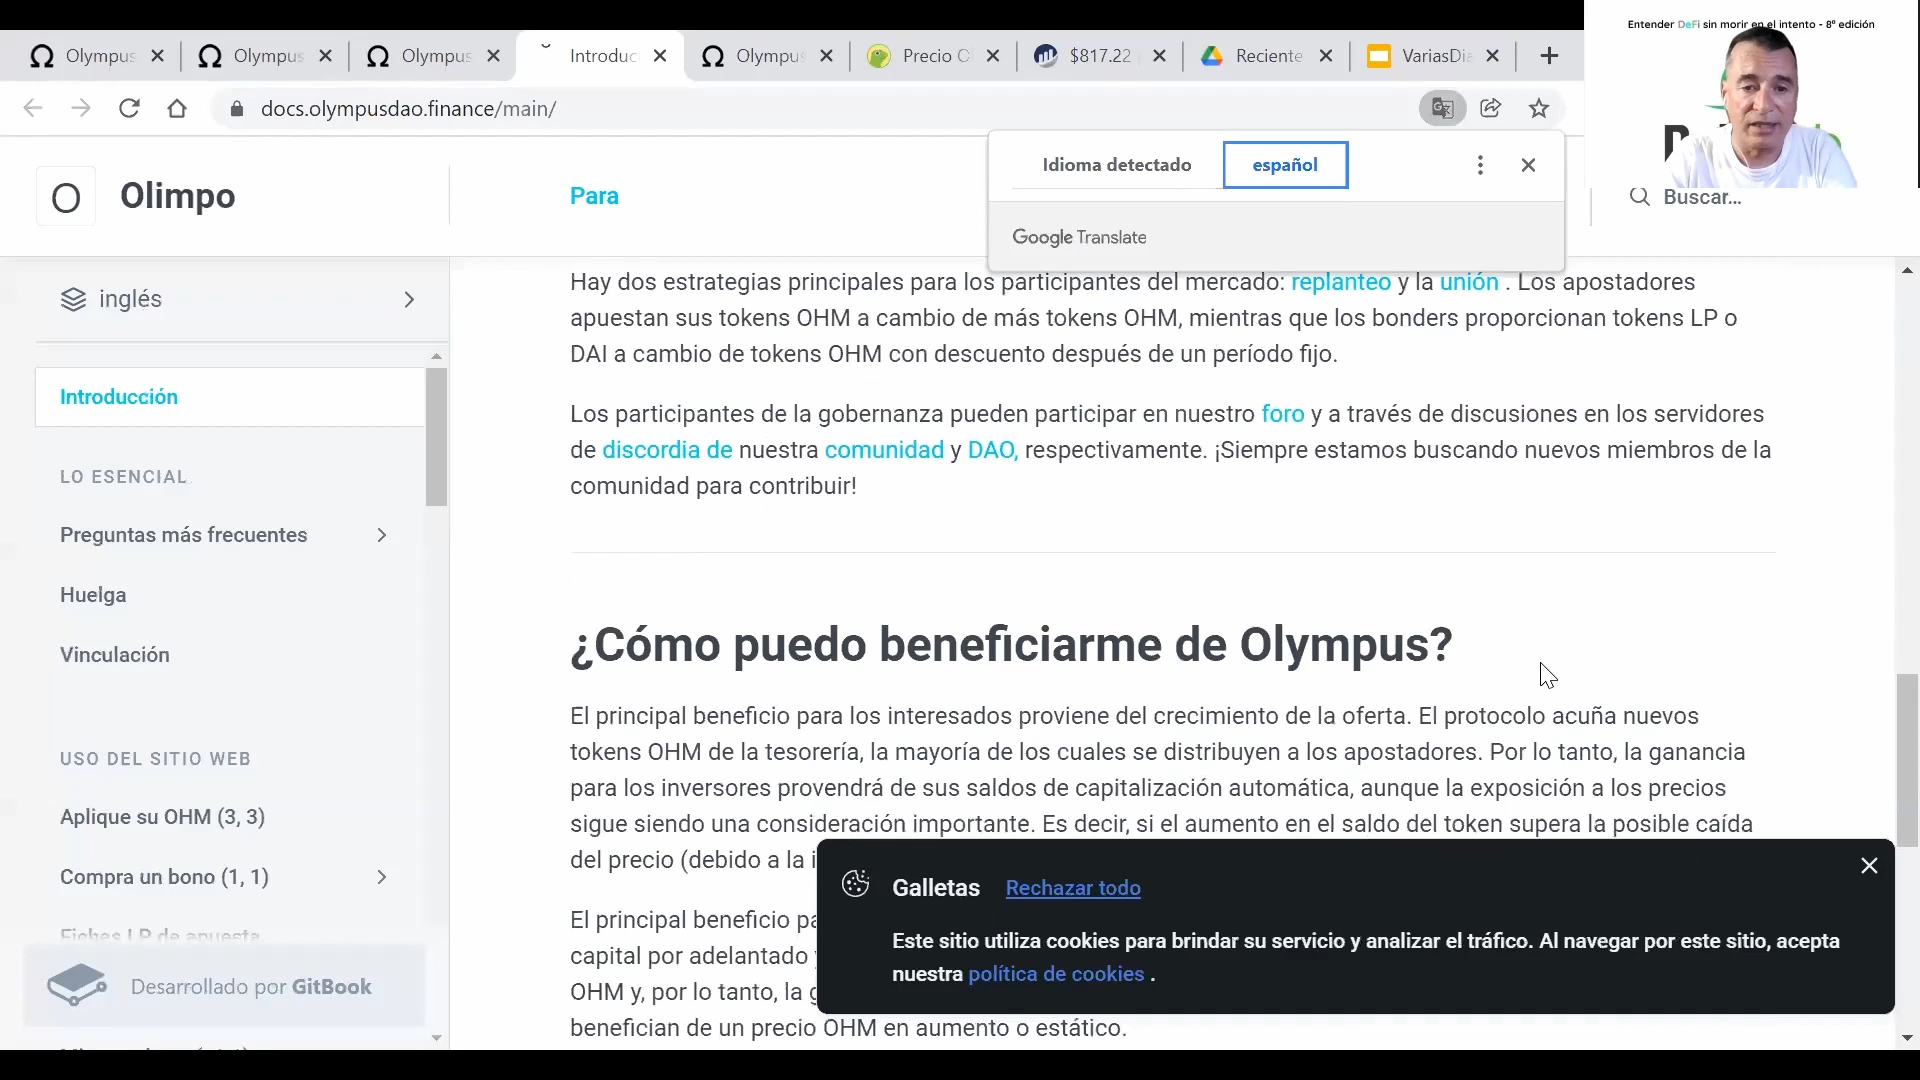 Entender DeFi sin morir en el intento - 8ª edición
Olympus
Olympus
Olympus
Introduc
Olympus
Precio O
$817.22
Reciente
VariasDia
docs.olympusdao.finance/main/
Idioma detectado
español
Google Translate
O
Olimpo
Para
Buscar...
inglés
Introducción
LO ESENCIAL
Preguntas más frecuentes
Huelga
Vinculación
USO DEL SITIO WEB
Aplique su OHM (3, 3)
Compra un bono (1, 1)
Fiches LP de apuesta
Desarrollado por GitBook
Hay dos estrategias principales para los participantes del mercado: replanteo y la unión . Los apostadores
apuestan sus tokens OHM a cambio de más tokens OHM, mientras que los bonders proporcionan tokens LP o
DAI a cambio de tokens OHM con descuento después de un período fijo.
Los participantes de la gobernanza pueden participar en nuestro foro y a través de discusiones en los servidores
de discordia de nuestra comunidad y DAO, respectivamente. ¡Siempre estamos buscando nuevos miembros de la
comunidad para contribuir!
¿Cómo puedo beneficiarme de Olympus?
El principal beneficio para los interesados proviene del crecimiento de la oferta. El protocolo acuña nuevos
tokens OHM de la tesorería, la mayoría de los cuales se distribuyen a los apostadores. Por lo tanto, la ganancia
para los inversores provendrá de sus saldos de capitalización automática, aunque la exposición a los precios
sigue siendo una consideración importante. Es decir, si el aumento en el saldo del token supera la posible caída
del precio (debido a la i
El principal beneficio pa
capital por adelantado y
OHM y, por lo tanto, la g
benefician de un precio OHM en aumento o estático.
Galletas
Rechazar todo
Este sitio utiliza cookies para brindar su servicio y analizar el tráfico. Al navegar por este sitio, acepta
nuestra política de cookies .